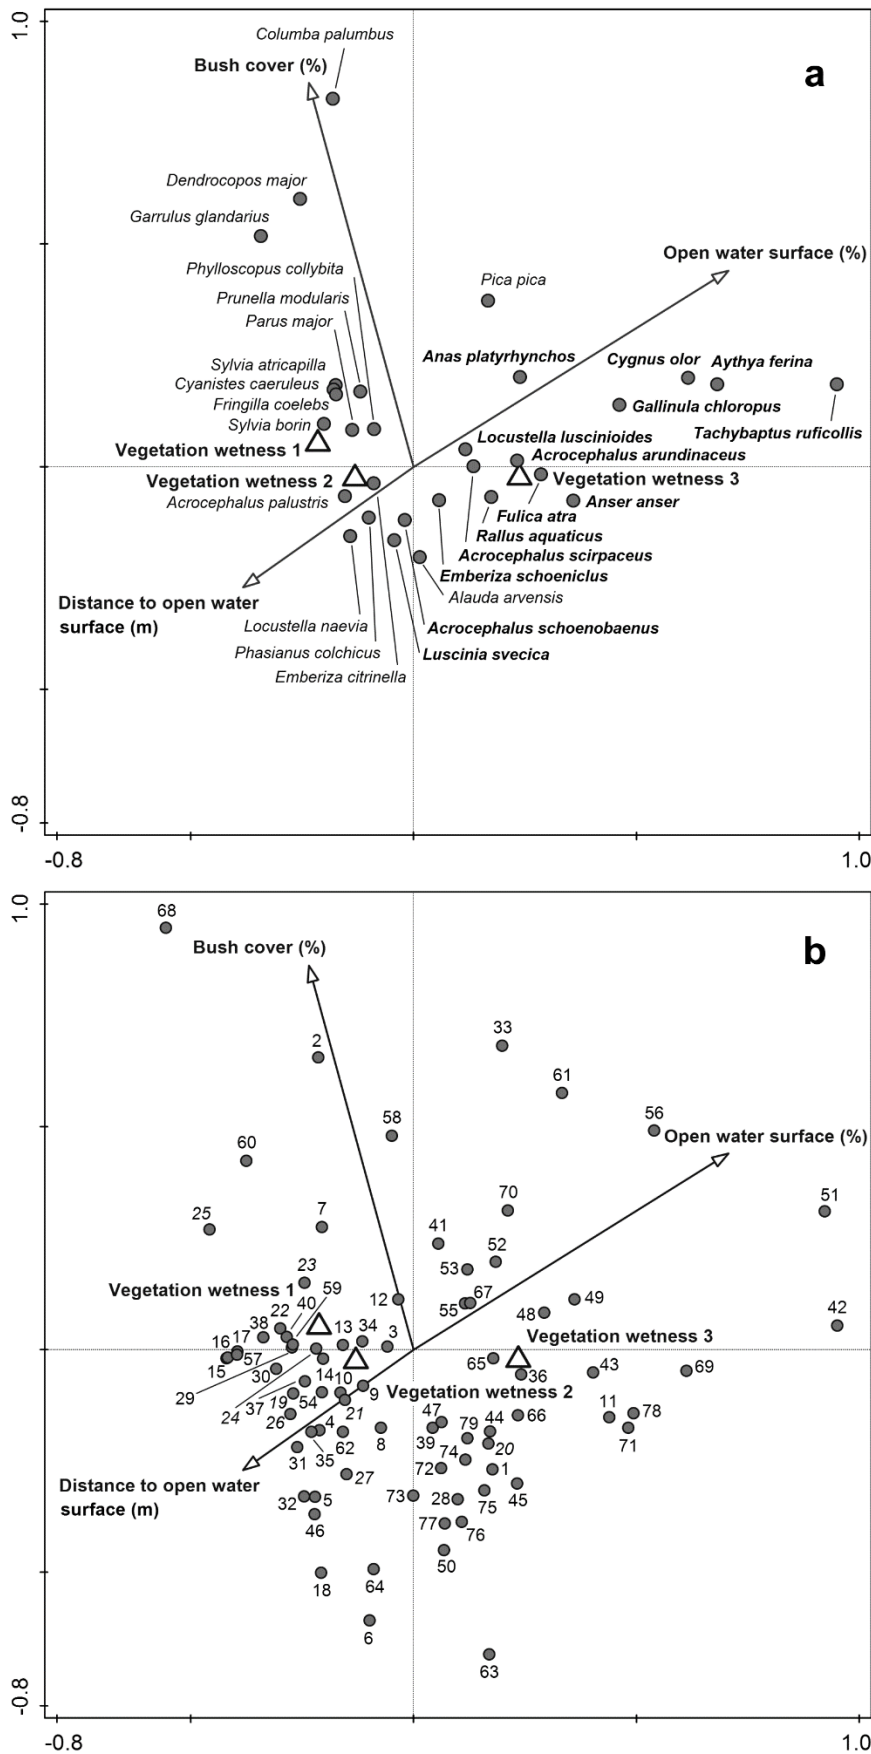 1.0
Columba palumbus
Bush cover (%)
a
Dendrocopos major
Garrulus glandarius
Open water surface (%)
Phylloscopus collybita
Pica pica
Prunella modularis
Parus major
Anas platyrhynchos
Cygnus olor
Aythya ferina
Sylvia atricapilla
Cyanistes caeruleus
Fringilla coelebs
Gallinula chloropus
Sylvia borin
Tachybaptus ruficollis
Locustella luscinioides
Vegetation wetness 1
Acrocephalus arundinaceus
Vegetation wetness 2
Vegetation wetness 3
Acrocephalus palustris
Anser anser
Fulica atra
Rallus aquaticus
Acrocephalus scirpaceus
Emberiza schoeniclus
Alauda arvensis
Distance to open water
surface (m)
Locustella naevia
Acrocephalus schoenobaenus
Phasianus colchicus
Luscinia svecica
Emberiza citrinella
-0.8
-0.8
1.0
1.0
68
Bush cover (%)
b
33
2
61
56
58
Open water surface (%)
60
70
51
25
7
41
52
23
53
Vegetation wetness 1
59
67
12
40
55
49
22
48
42
38
13
34
3
17
16
Vegetation wetness 3
57
15
65
30
36
43
69
29
14
10
9
Vegetation wetness 2
37
54
19
24
21
47
44
66
11
78
26
4
79
62
8
39
20
71
35
31
74
27
72
1
Distance to open water
surface (m)
32
5
73
28
75
45
46
77
76
50
18
64
6
63
-0.8
-0.8
1.0